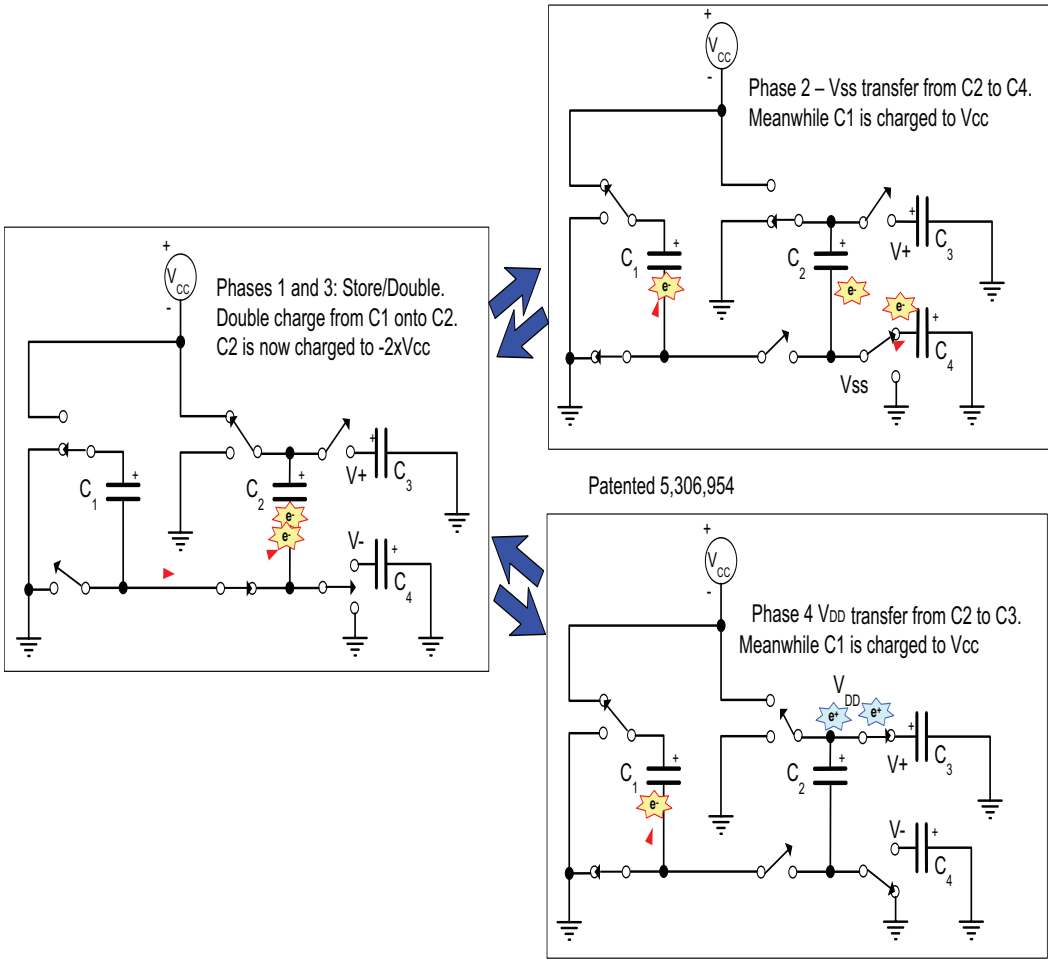 +
VCC
-
Phases 1 and 3: Store/Double.
Double charge from C1 onto C2.
C2 is now charged to -2xVcc
C1
+
C2
+
e-
e-
V+
+
C3
V-
+
C4
+
VCC
-
Phase 2 – Vss transfer from C2 to C4.
Meanwhile C1 is charged to Vcc
C1
+
e-
C2
+
e-
V+
+
C3
e-
+
C4
Vss
Patented 5,306,954
+
VCC
-
Phase 4 VDD transfer from C2 to C3.
Meanwhile C1 is charged to Vcc
VDD
e+
e+
C1
+
e-
C2
+
V+
+
C3
V-
+
C4